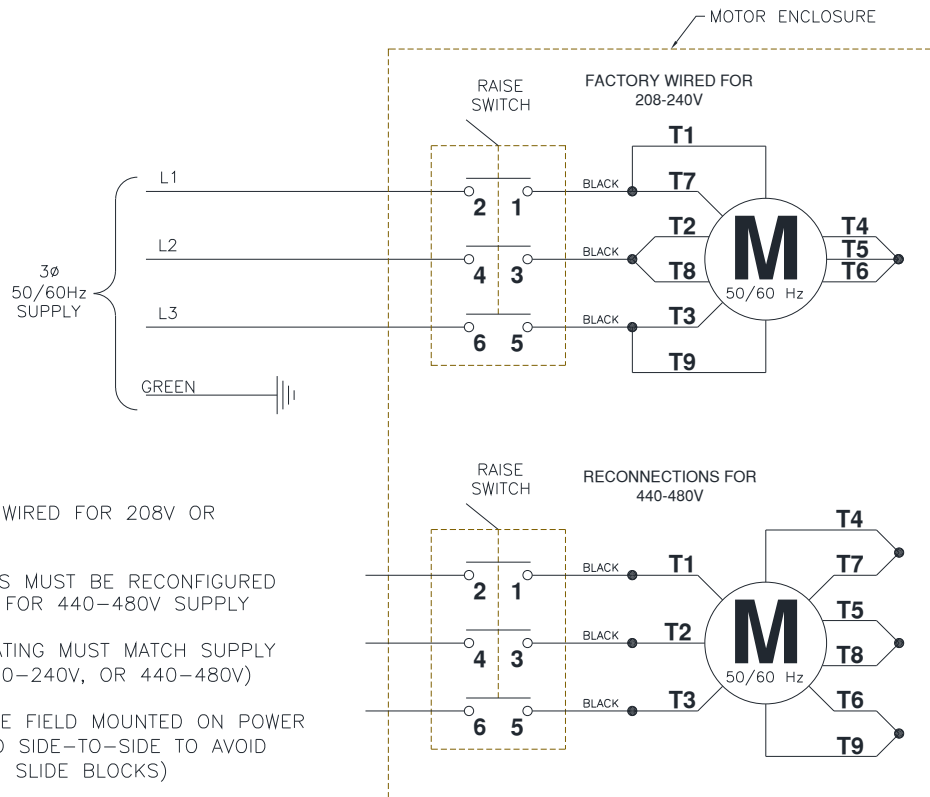 MOTOR ENCLOSURE
RAISE
SWITCH
FACTORY WIRED FOR
208-240V
3ø
50/60Hz
SUPPLY
L1
L2
L3
GREEN
2 1
4 3
6 5
BLACK
BLACK
BLACK
T1
T7
T2
T8
T3
T9
M
50/60 Hz
T4
T5
T6
RAISE
SWITCH
RECONNECTIONS FOR
440-480V
2 1
4 3
6 5
BLACK
BLACK
BLACK
T1
T2
T3
M
50/60 Hz
T4
T7
T5
T8
T6
T9
WIRED FOR 208V OR
S MUST BE RECONFIGURED
FOR 440-480V SUPPLY
ATING MUST MATCH SUPPLY
0-240V, OR 440-480V)
E FIELD MOUNTED ON POWER
SIDE-TO-SIDE TO AVOID
SLIDE BLOCKS)